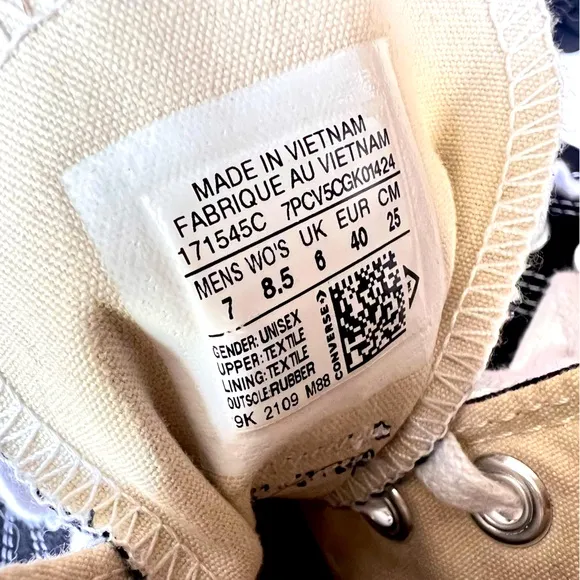 MADE IN VIETNAM
FABRIQUE AU VIETNAM
171545C 7PCV5CGK01424
MENS WO'S UK EUR CM
7 8.5 6 40 25
GENDER: UNISEX
UPPER: TEXTILE
LINING: TEXTILE
OUTSOLE: RUBBER
9K 2109 M88
CONVERSE